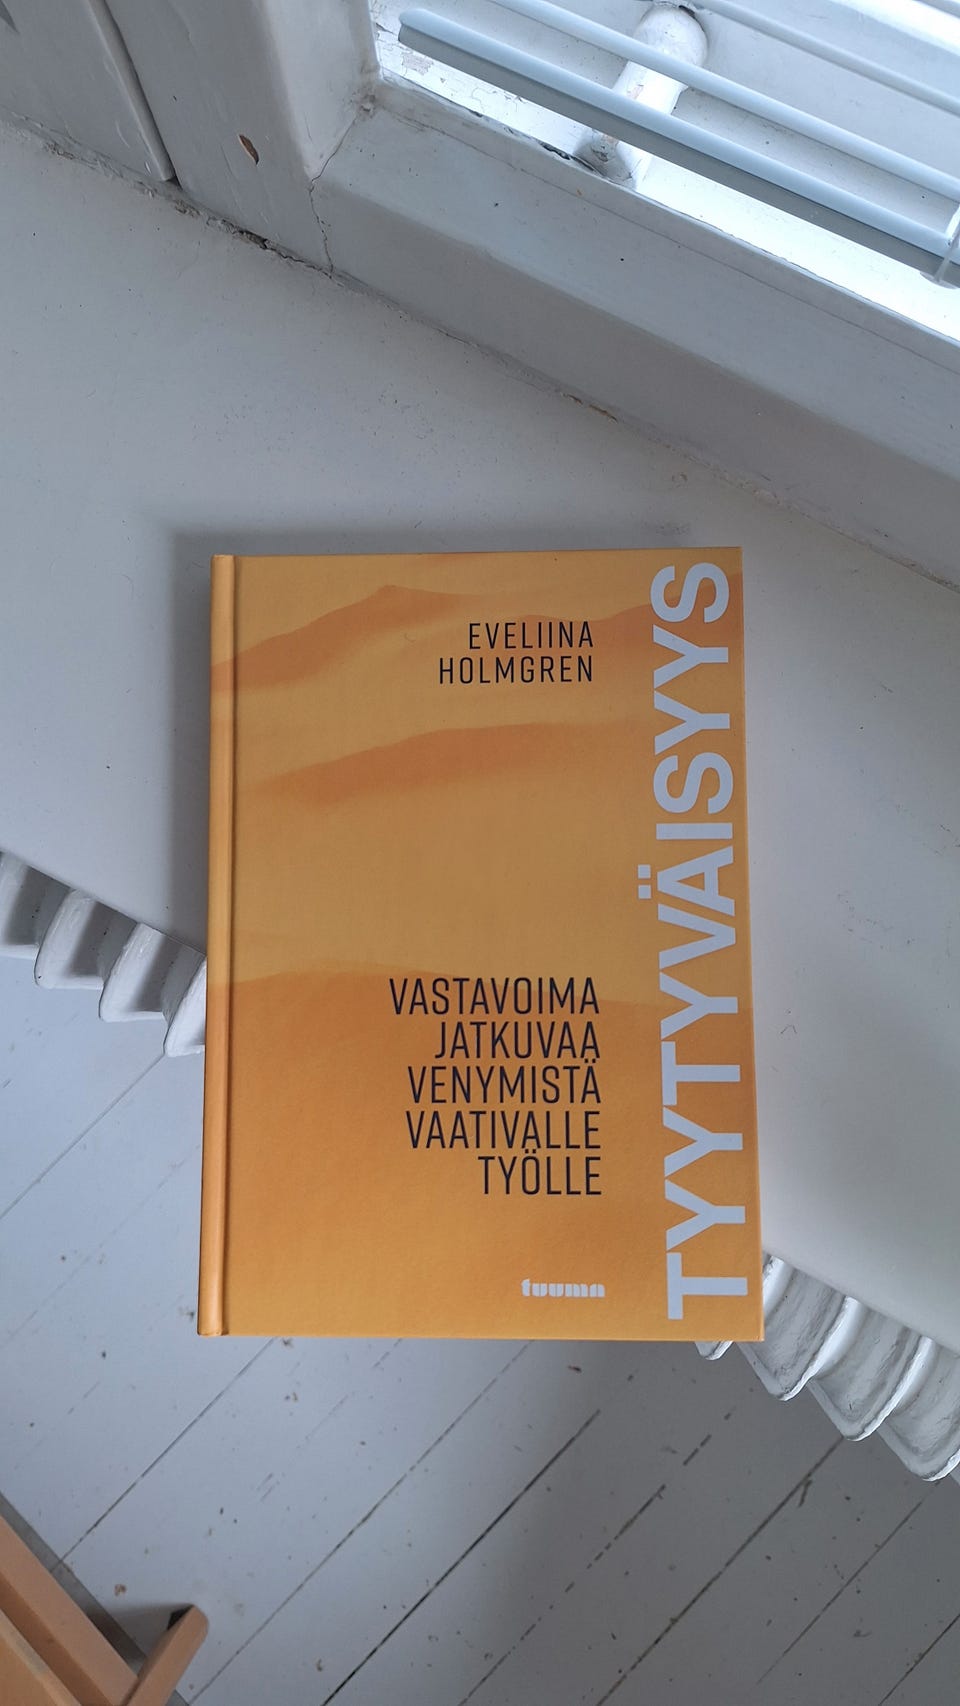 EVELIINA
HOLMGREN
TYYTYVÄISYYS
VASTAVOIMA
JATKUVAA
VENYMISTÄ
VAATIVALLE
TYÖLLE
tuuma